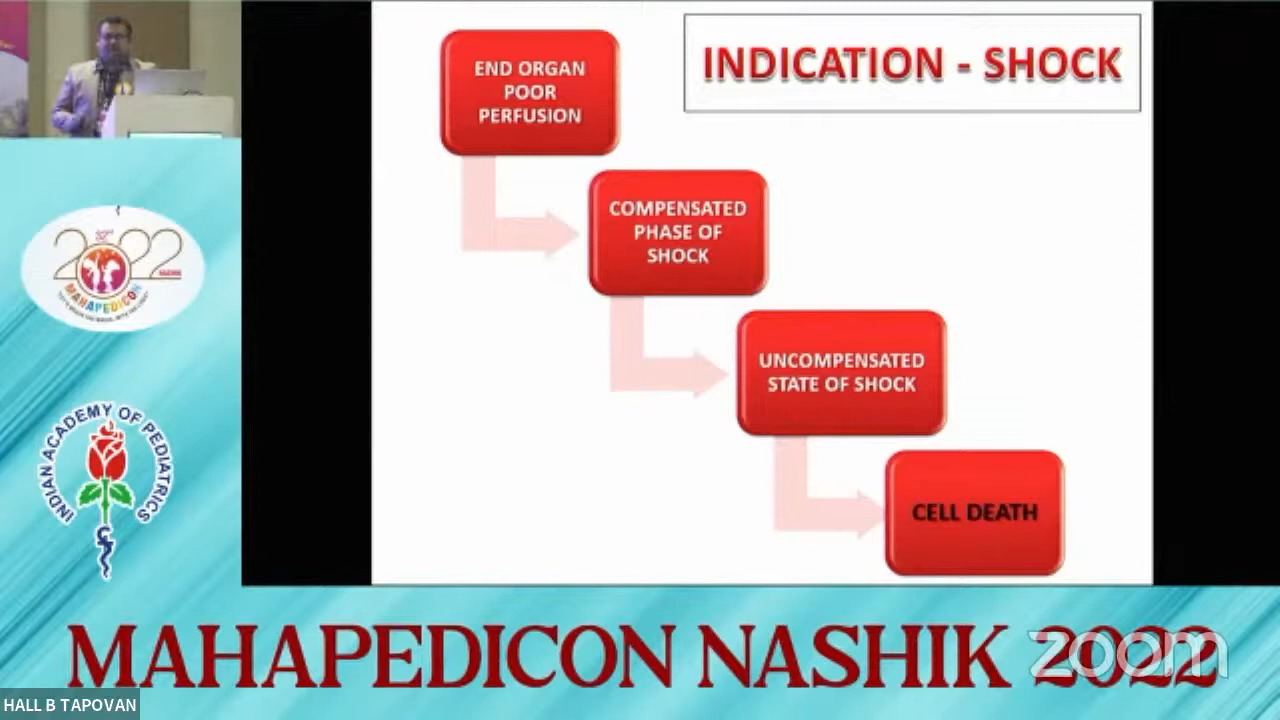 INDICATION - SHOCK
END ORGAN
POOR
PERFUSION
COMPENSATED
PHASE OF
SHOCK
UNCOMPENSATED
STATE OF SHOCK
CELL DEATH
2022
MAHAPEDICON
INDIAN ACADEMY OF PEDIATRICS
MAHAPEDICON NASHIK 2022
zoom
HALL B TAPOVAN